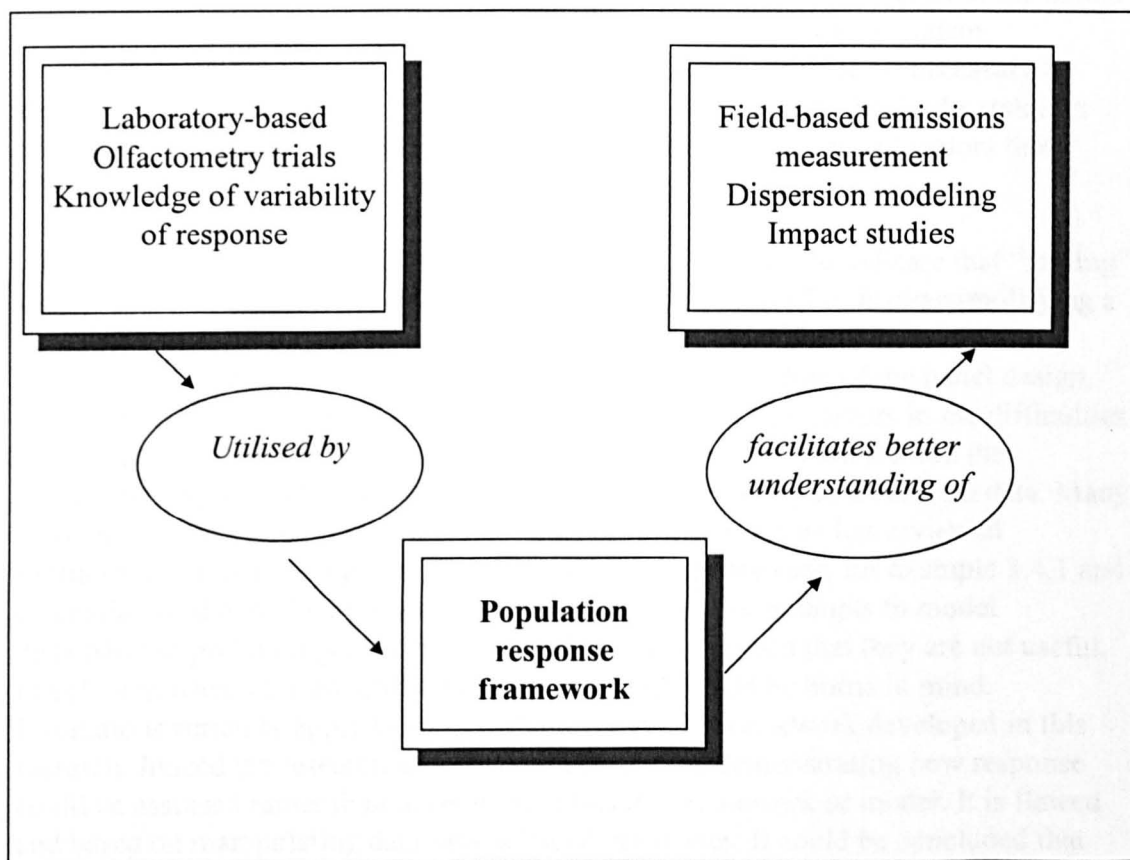 Laboratory-based
Olfactometry trials
Knowledge of variability
of response
Field-based emissions
measurement
Dispersion modeling
Impact studies
Utilised by
facilitates better
understanding of
Population
response
framework